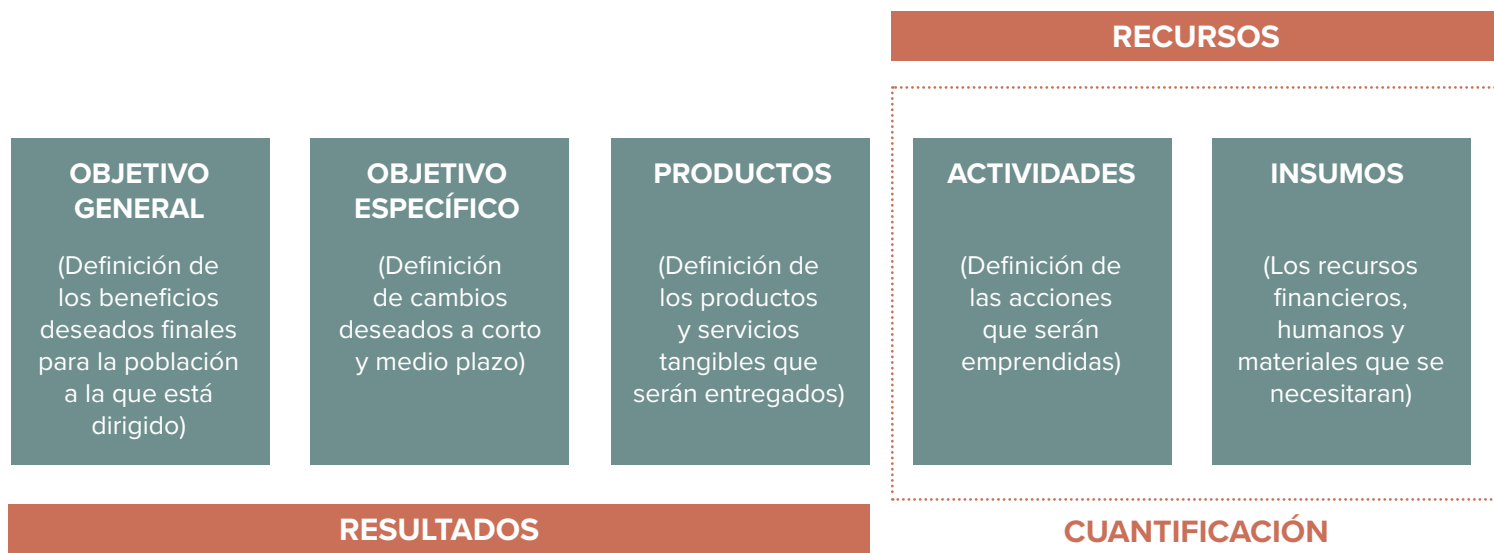 RECURSOS
OBJETIVO
GENERAL
(Definición de
los beneficios
deseados finales
para la población
a la que está
dirigido)
OBJETIVO
ESPECÍFICO
(Definición
de cambios
deseados a corto
y medio plazo)
PRODUCTOS
(Definición de
los productos
y servicios
tangibles que
serán entregados)
ACTIVIDADES
(Definición de
las acciones
que serán
emprendidas)
INSUMOS
(Los recursos
financieros,
humanos y
materiales que se
necesitaran)
RESULTADOS
CUANTIFICACIÓN